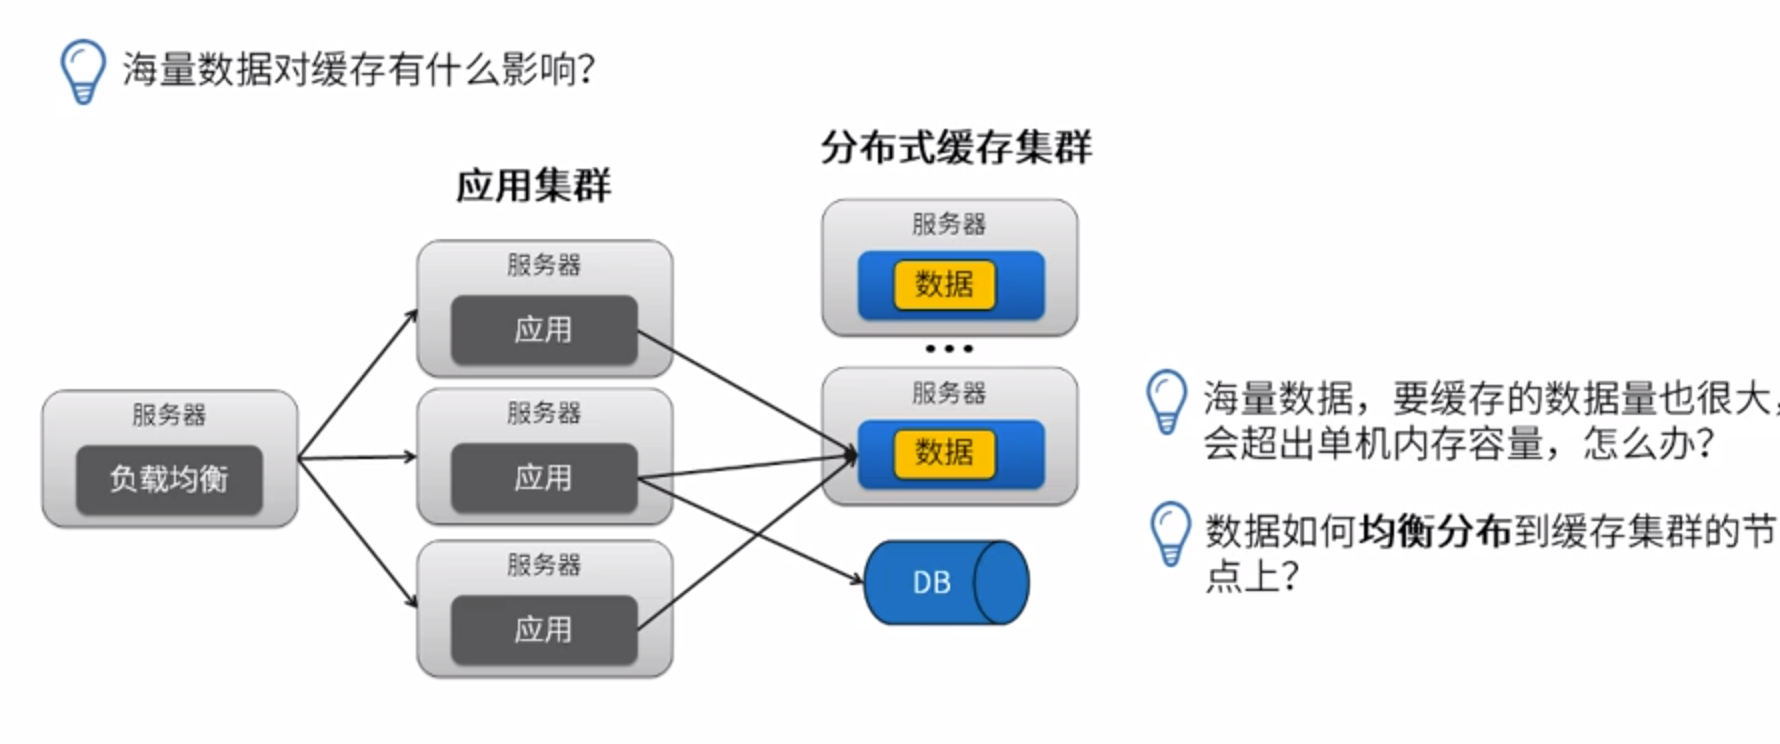 海量数据对缓存有什么影响？
分布式缓存集群
应用集群
服务器
数据
服务器
应用
...
服务器
数据
服务器
负载均衡
服务器
应用
海量数据，要缓存的数据量也很大，
会超出单机内存容量，怎么办？
数据如何均衡分布到缓存集群的节
点上？
服务器
应用
DB